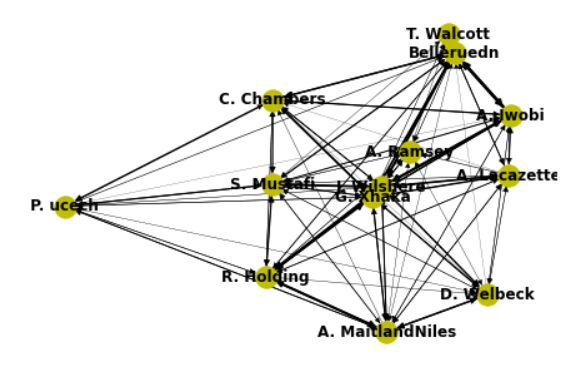 T. Walcott
Belleruedn
C. Chambers
A. Iwobi
A. Ramsey
A. Lacazette
S. Mustafi
J. Wilshere
G. Xhaka
P. ucech
R. Holding
D. Welbeck
A. MaitlandNiles